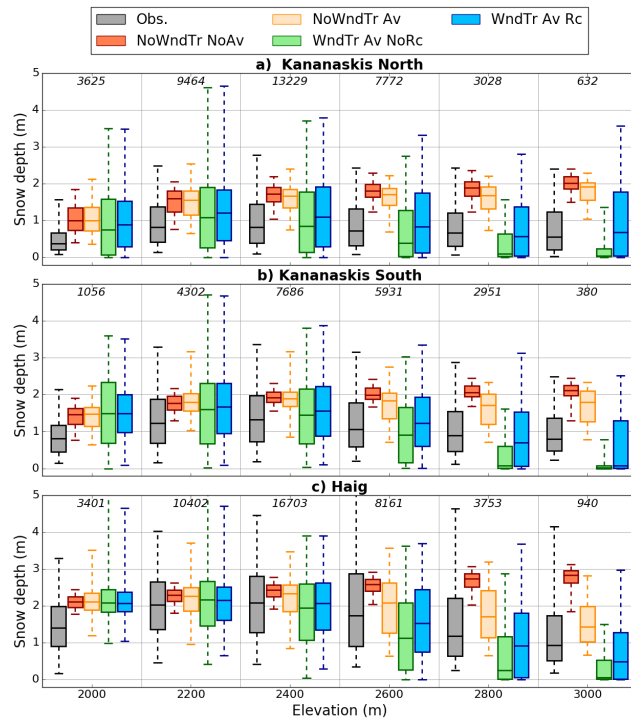 Obs. NoWndTr Av WndTr Av Rc
NoWndTr NoAv WndTr Av NoRc
a) Kananaskis North
5 3625 9464 13229 7772 3028 632
4
3
2
1
0
Snow depth (m)
b) Kananaskis South
5 1056 4302 7686 5931 2951 380
4
3
2
1
0
Snow depth (m)
c) Haig
5 3401 10402 16703 8161 3753 940
4
3
2
1
0
Snow depth (m)
2000 2200 2400 2600 2800 3000
Elevation (m)